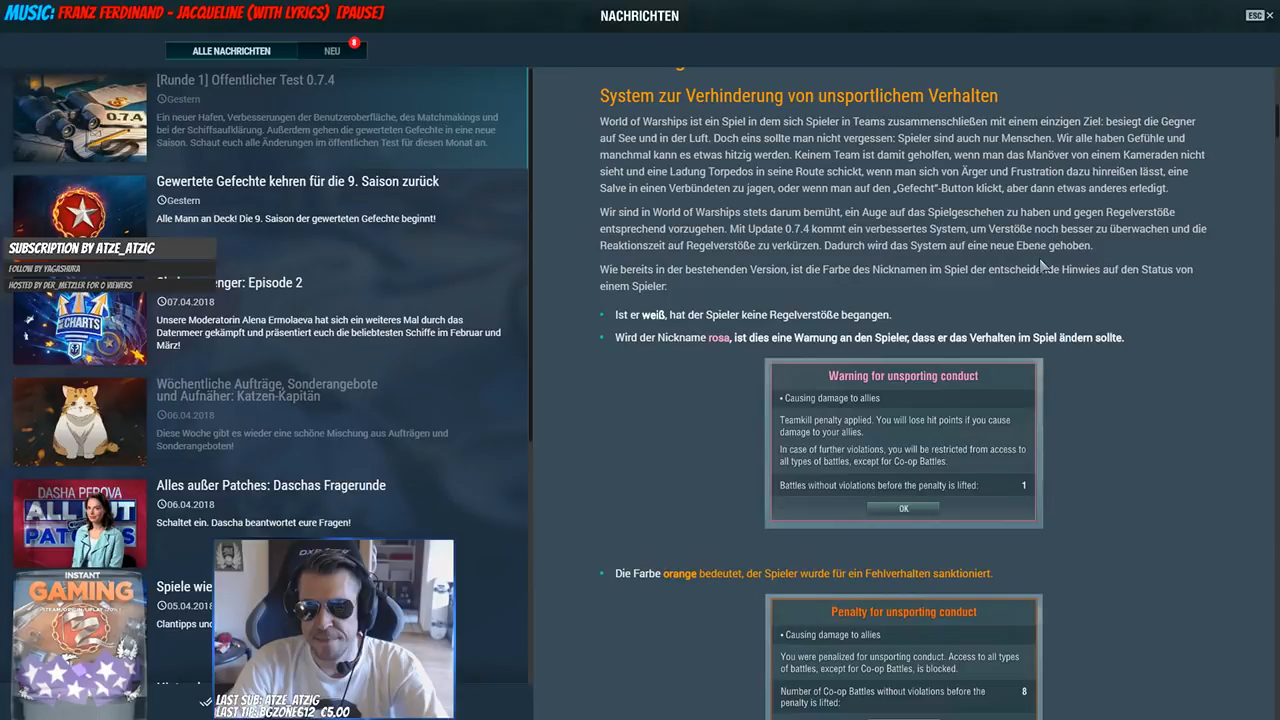 MUSIC: FRANZ FERDINAND - JACQUELINE (WITH LYRICS) [PAUSE]
NACHRICHTEN
ESC
ALLE NACHRICHTEN
NEU
8
[Runde 1] Öffentlicher Test 0.7.4
Gestern
Ein neuer Hafen, Verbesserungen der Benutzeroberfläche, des Matchmakings und
bei der Schiffsaufklärung. Außerdem gehen die gewerteten Gefechte in eine neue
Saison. Schaut euch alle Änderungen im öffentlichen Test für diesen Monat an.
0.7.4
Gewertete Gefechte kehren für die 9. Saison zurück
Gestern
Alle Mann an Deck! Die 9. Saison der gewerteten Gefechte beginnt!
SUBSCRIPTION BY ATZE_ATZIG
FOLLOW BY YAGASHURA
HOSTED BY DER_METZLER FOR 0 VIEWERS
enger: Episode 2
07.04.2018
Unsere Moderatorin Alena Ermolaeva hat sich ein weiteres Mal durch das
Datenmeer gekämpft und präsentiert euch die beliebtesten Schiffe im Februar und
März!
CHARTS
Wöchentliche Aufträge, Sonderangebote
und Aufnäher: Katzen-Kapitän
06.04.2018
Diese Woche gibt es wieder eine schöne Mischung aus Aufträgen und
Sonderangeboten!
DASHA PEROVA
ALL BUT
PATCHES
Alles außer Patches: Daschas Fragerunde
06.04.2018
Schaltet ein. Dascha beantwortet eure Fragen!
INSTANT
GAMING
Spiele wie
05.04.2018
Clantipps und
DXRACER
LAST SUB: ATZE_ATZIG
LAST TIP: BGZONE612 €5.00
System zur Verhinderung von unsportlichem Verhalten
World of Warships ist ein Spiel in dem sich Spieler in Teams zusammenschließen mit einem einzigen Ziel: besiegt die Gegner
auf See und in der Luft. Doch eins sollte man nicht vergessen: Spieler sind auch nur Menschen. Wir alle haben Gefühle und
manchmal kann es etwas hitzig werden. Keinem Team ist damit geholfen, wenn man das Manöver von einem Kameraden nicht
sieht und eine Ladung Torpedos in seine Route schickt, wenn man sich von Ärger und Frustration dazu hinreißen lässt, eine
Salve in einen Verbündeten zu jagen, oder wenn man auf den „Gefecht“-Button klickt, aber dann etwas anderes erledigt.
Wir sind in World of Warships stets darum bemüht, ein Auge auf das Spielgeschehen zu haben und gegen Regelverstöße
entsprechend vorzugehen. Mit Update 0.7.4 kommt ein verbessertes System, um Verstöße noch besser zu überwachen und die
Reaktionszeit auf Regelverstöße zu verkürzen. Dadurch wird das System auf eine neue Ebene gehoben.
Wie bereits in der bestehenden Version, ist die Farbe des Nicknamen im Spiel der entscheidende Hinwies auf den Status von
einem Spieler:
• Ist er weiß, hat der Spieler keine Regelverstöße begangen.
• Wird der Nickname rosa, ist dies eine Warnung an den Spieler, dass er das Verhalten im Spiel ändern sollte.
Warning for unsporting conduct
• Causing damage to allies
Teamkill penalty applied. You will lose hit points if you cause
damage to your allies.
In case of further violations, you will be restricted from access to
all types of battles, except for Co-op Battles.
Battles without violations before the penalty is lifted: 1
OK
• Die Farbe orange bedeutet, der Spieler wurde für ein Fehlverhalten sanktioniert.
Penalty for unsporting conduct
• Causing damage to allies
You were penalized for unsporting conduct. Access to all types
of battles, except for Co-op Battles, is blocked.
Number of Co-op Battles without violations before the 8
penalty is lifted: